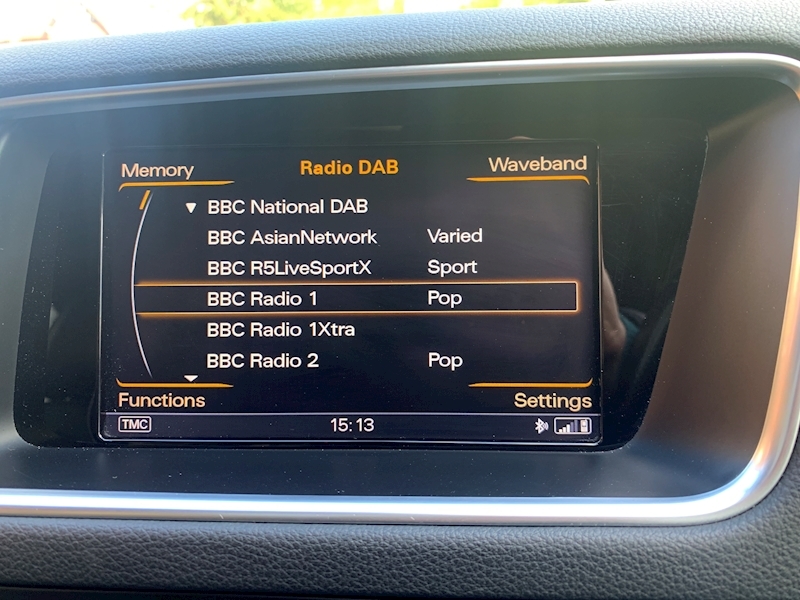 Memory Radio DAB Waveband
BBC National DAB
BBC AsianNetwork Varied
BBC R5LiveSportX Sport
BBC Radio 1 Pop
BBC Radio 1Xtra
BBC Radio 2 Pop
Functions Settings
TMC 15:13